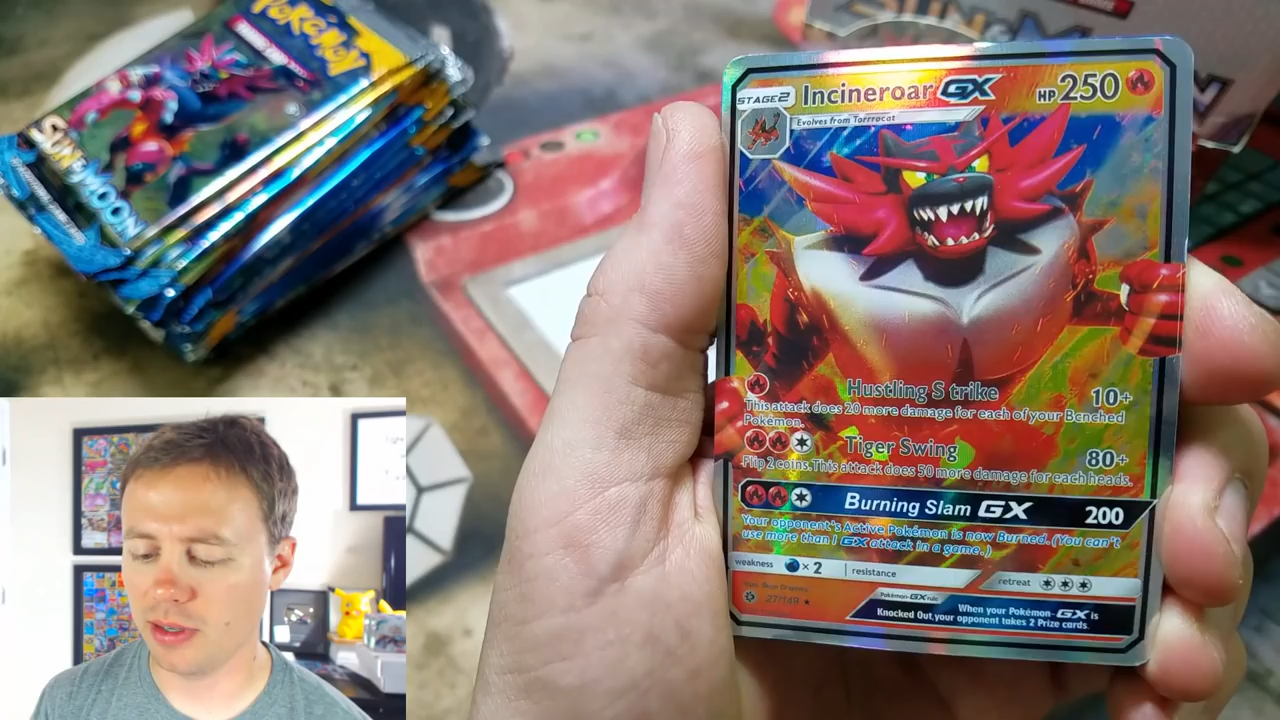 Pokémon
SUN & MOON
SUN & MOON
STAGE2 Incineroar GX HP250
Evolves from Torracat
Hustling S trike 10+
This attack does 20 more damage for each of your Benched
Pokémon.
Tiger Swing 80+
Flip 2 coins. This attack does 50 more damage for each heads.
Burning Slam GX 200
Your opponent's Active Pokémon is now Burned. (You can't
use more than 1 GX attack in a game.)
weakness ×2 resistance retreat
27/149 ★
Pokémon-GX rule
When your Pokémon-GX is
Knocked Out, your opponent takes 2 Prize cards.